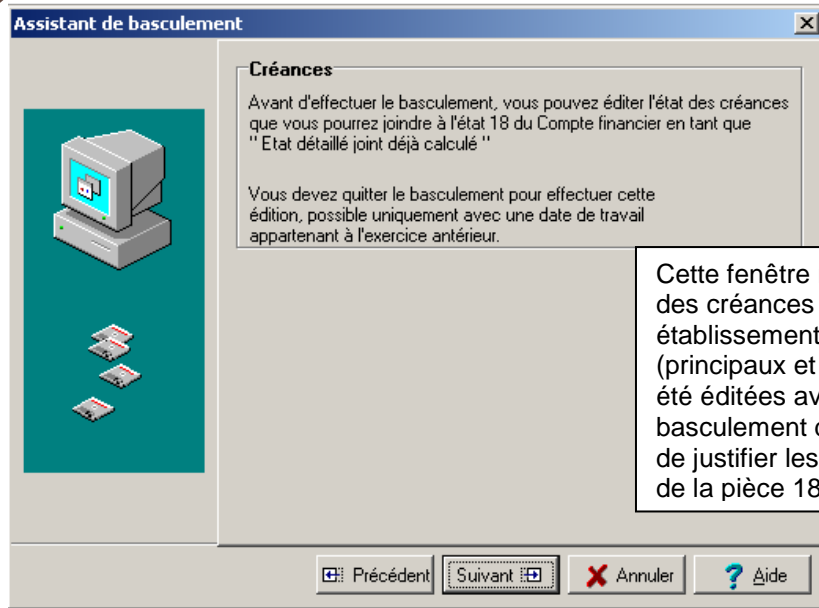 Assistant de basculement
Créances
Avant d'effectuer le basculement, vous pouvez éditer l'état des créances
que vous pourrez joindre à l'état 18 du Compte financier en tant que
" Etat détaillé joint déjà calculé "
Vous devez quitter le basculement pour effectuer cette
édition, possible uniquement avec une date de travail
appartenant à l'exercice antérieur.
Cette fenêtre
des créances
établissement
(principaux et
été éditées av
basculement
de justifier les
de la pièce 18
Précédent
Suivant
Annuler
Aide